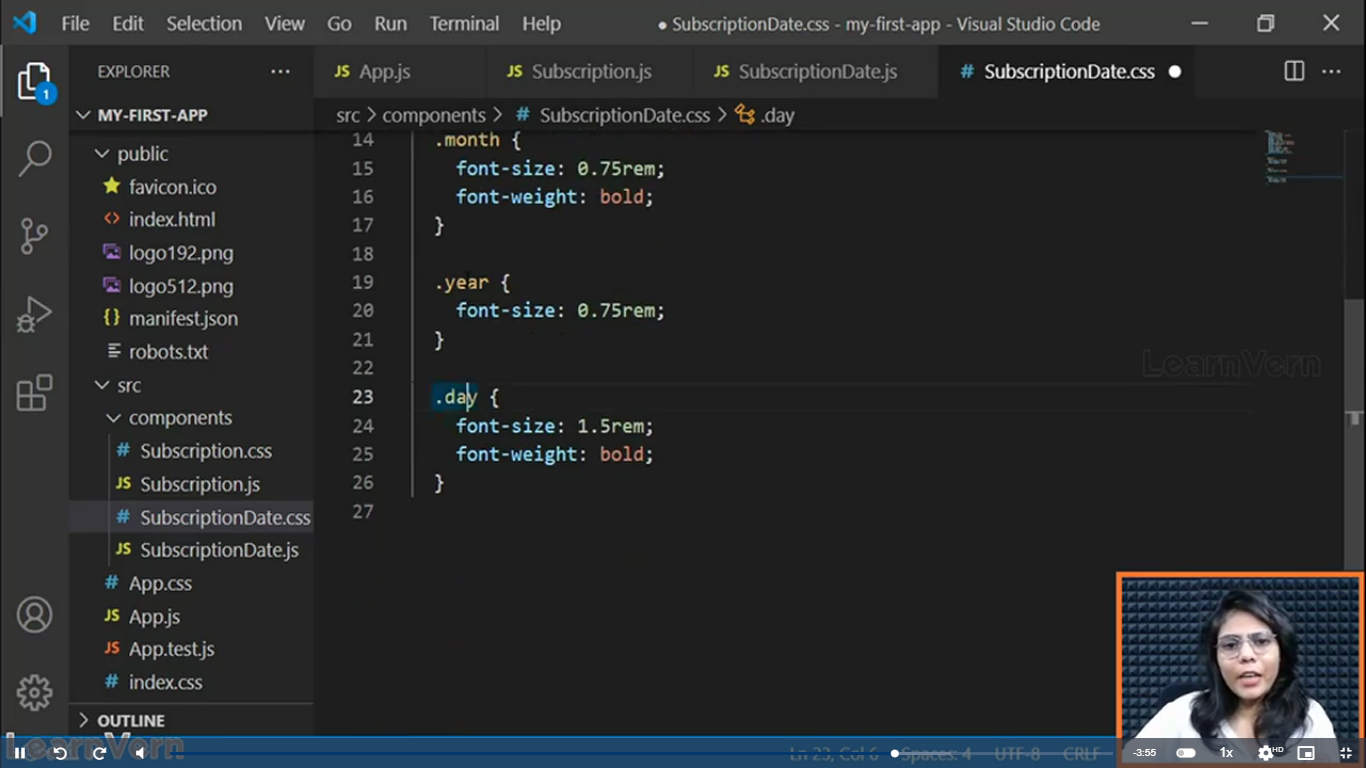 File Edit Selection View Go Run Terminal Help ● SubscriptionDate.css - my-first-app - Visual Studio Code
EXPLORER ···
JS App.js JS Subscription.js JS SubscriptionDate.js # SubscriptionDate.css ● ···
1
MY-FIRST-APP
src > components > # SubscriptionDate.css > .day
public
favicon.ico
<> index.html
logo192.png
logo512.png
{} manifest.json
robots.txt
src
components
# Subscription.css
JS Subscription.js
# SubscriptionDate.css
JS SubscriptionDate.js
# App.css
JS App.js
JS App.test.js
# index.css
OUTLINE
14 .month {
15 font-size: 0.75rem;
16 font-weight: bold;
17 }
18
19 .year {
20 font-size: 0.75rem;
21 }
22
23 .day {
24 font-size: 1.5rem;
25 font-weight: bold;
26 }
27
LearnVern
LearnVern
Ln 23, Col 6 Spaces: 4 UTF-8 CRLF
-3:55 1x HD